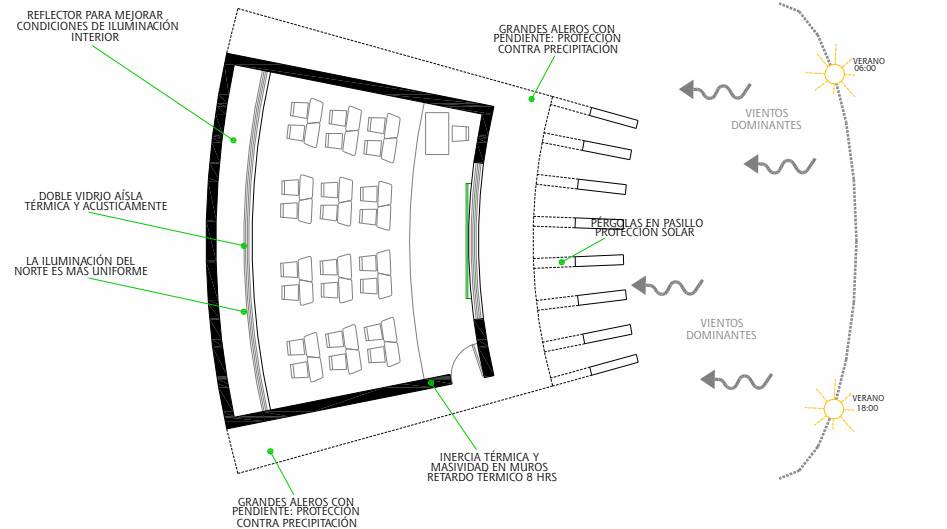 REFLECTOR PARA MEJORAR
CONDICIONES DE ILUMINACIÓN
INTERIOR
GRANDES ALEROS CON
PENDIENTE: PROTECCIÓN
CONTRA PRECIPITACIÓN
VERANO
06:00
VIENTOS
DOMINANTES
DOBLE VIDRIO AÍSLA
TÉRMICA Y ACÚSTICAMENTE
PÉRGOLAS EN PASILLO
PROTECCIÓN SOLAR
LA ILUMINACIÓN DEL
NORTE ES MÁS UNIFORME
VIENTOS
DOMINANTES
VERANO
18:00
INERCIA TÉRMICA Y
MASIVIDAD EN MUROS
RETARDO TÉRMICO 8 HRS
GRANDES ALEROS CON
PENDIENTE: PROTECCIÓN
CONTRA PRECIPITACIÓN